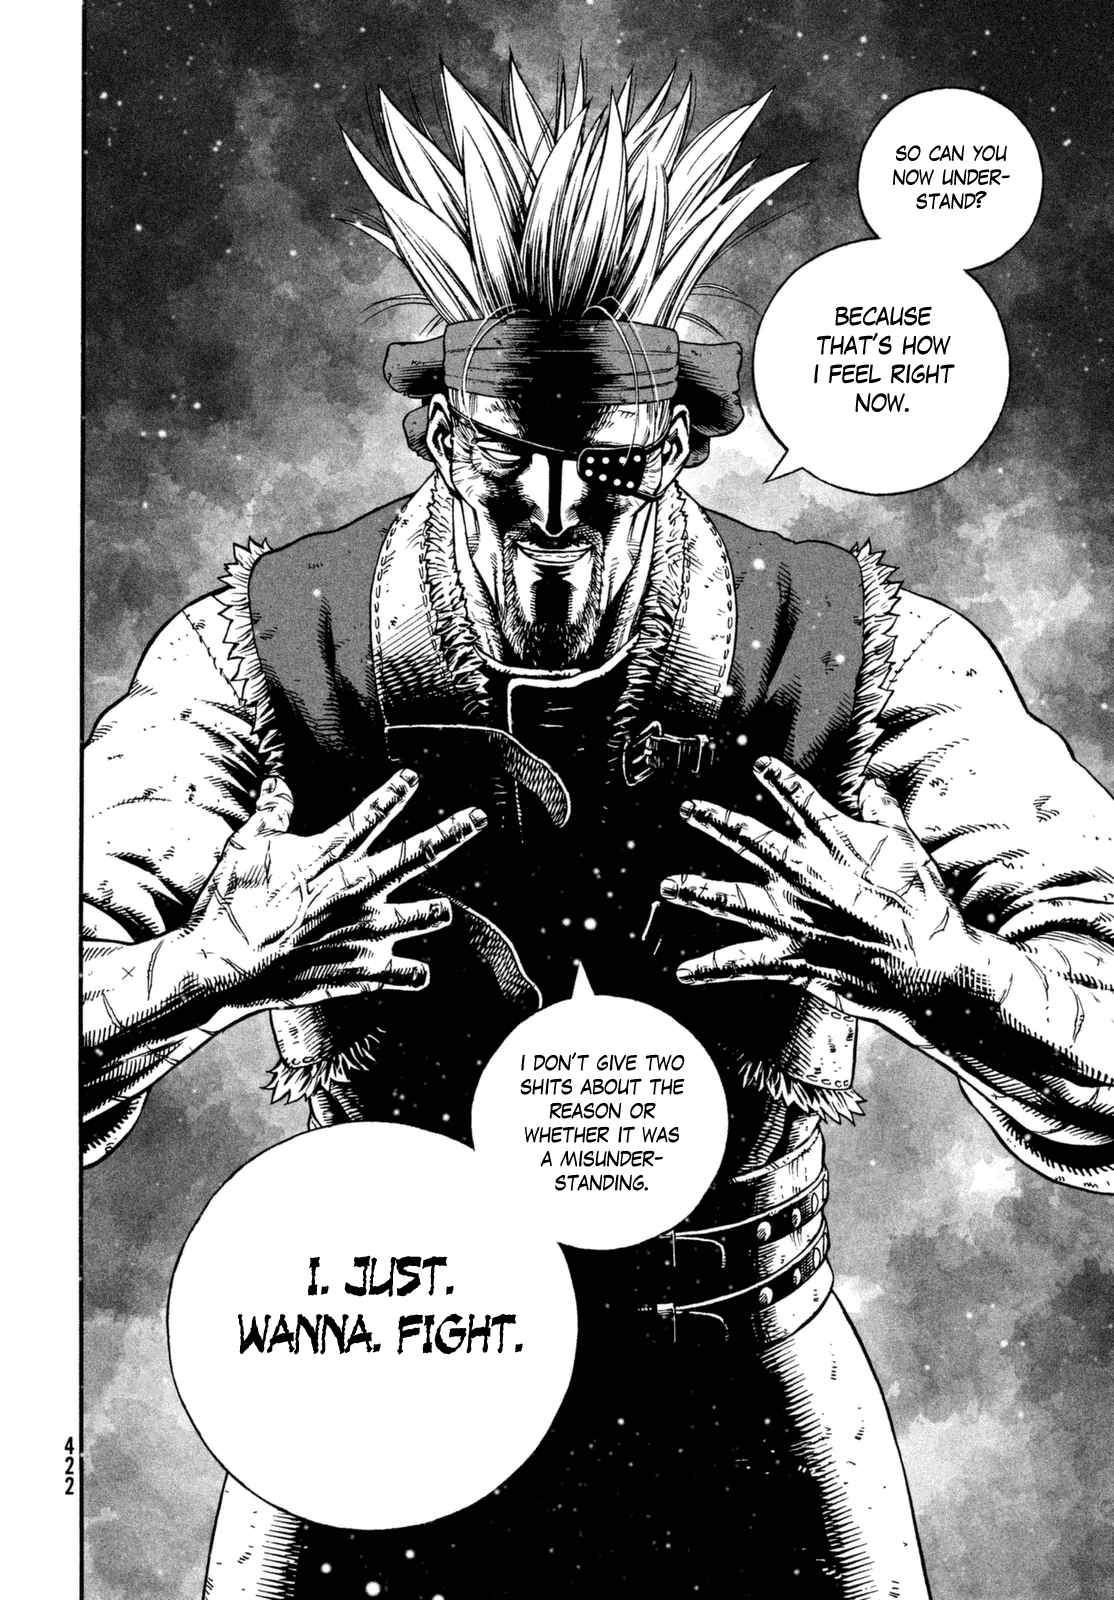 SO CAN YOU
NOW UNDER-
STAND?
BECAUSE
THAT'S HOW
I FEEL RIGHT
NOW.
I DON'T GIVE TWO
SHITS ABOUT THE
REASON OR
WHETHER IT WAS
A MISUNDER-
STANDING.
I. JUST.
WANNA. FIGHT.
422